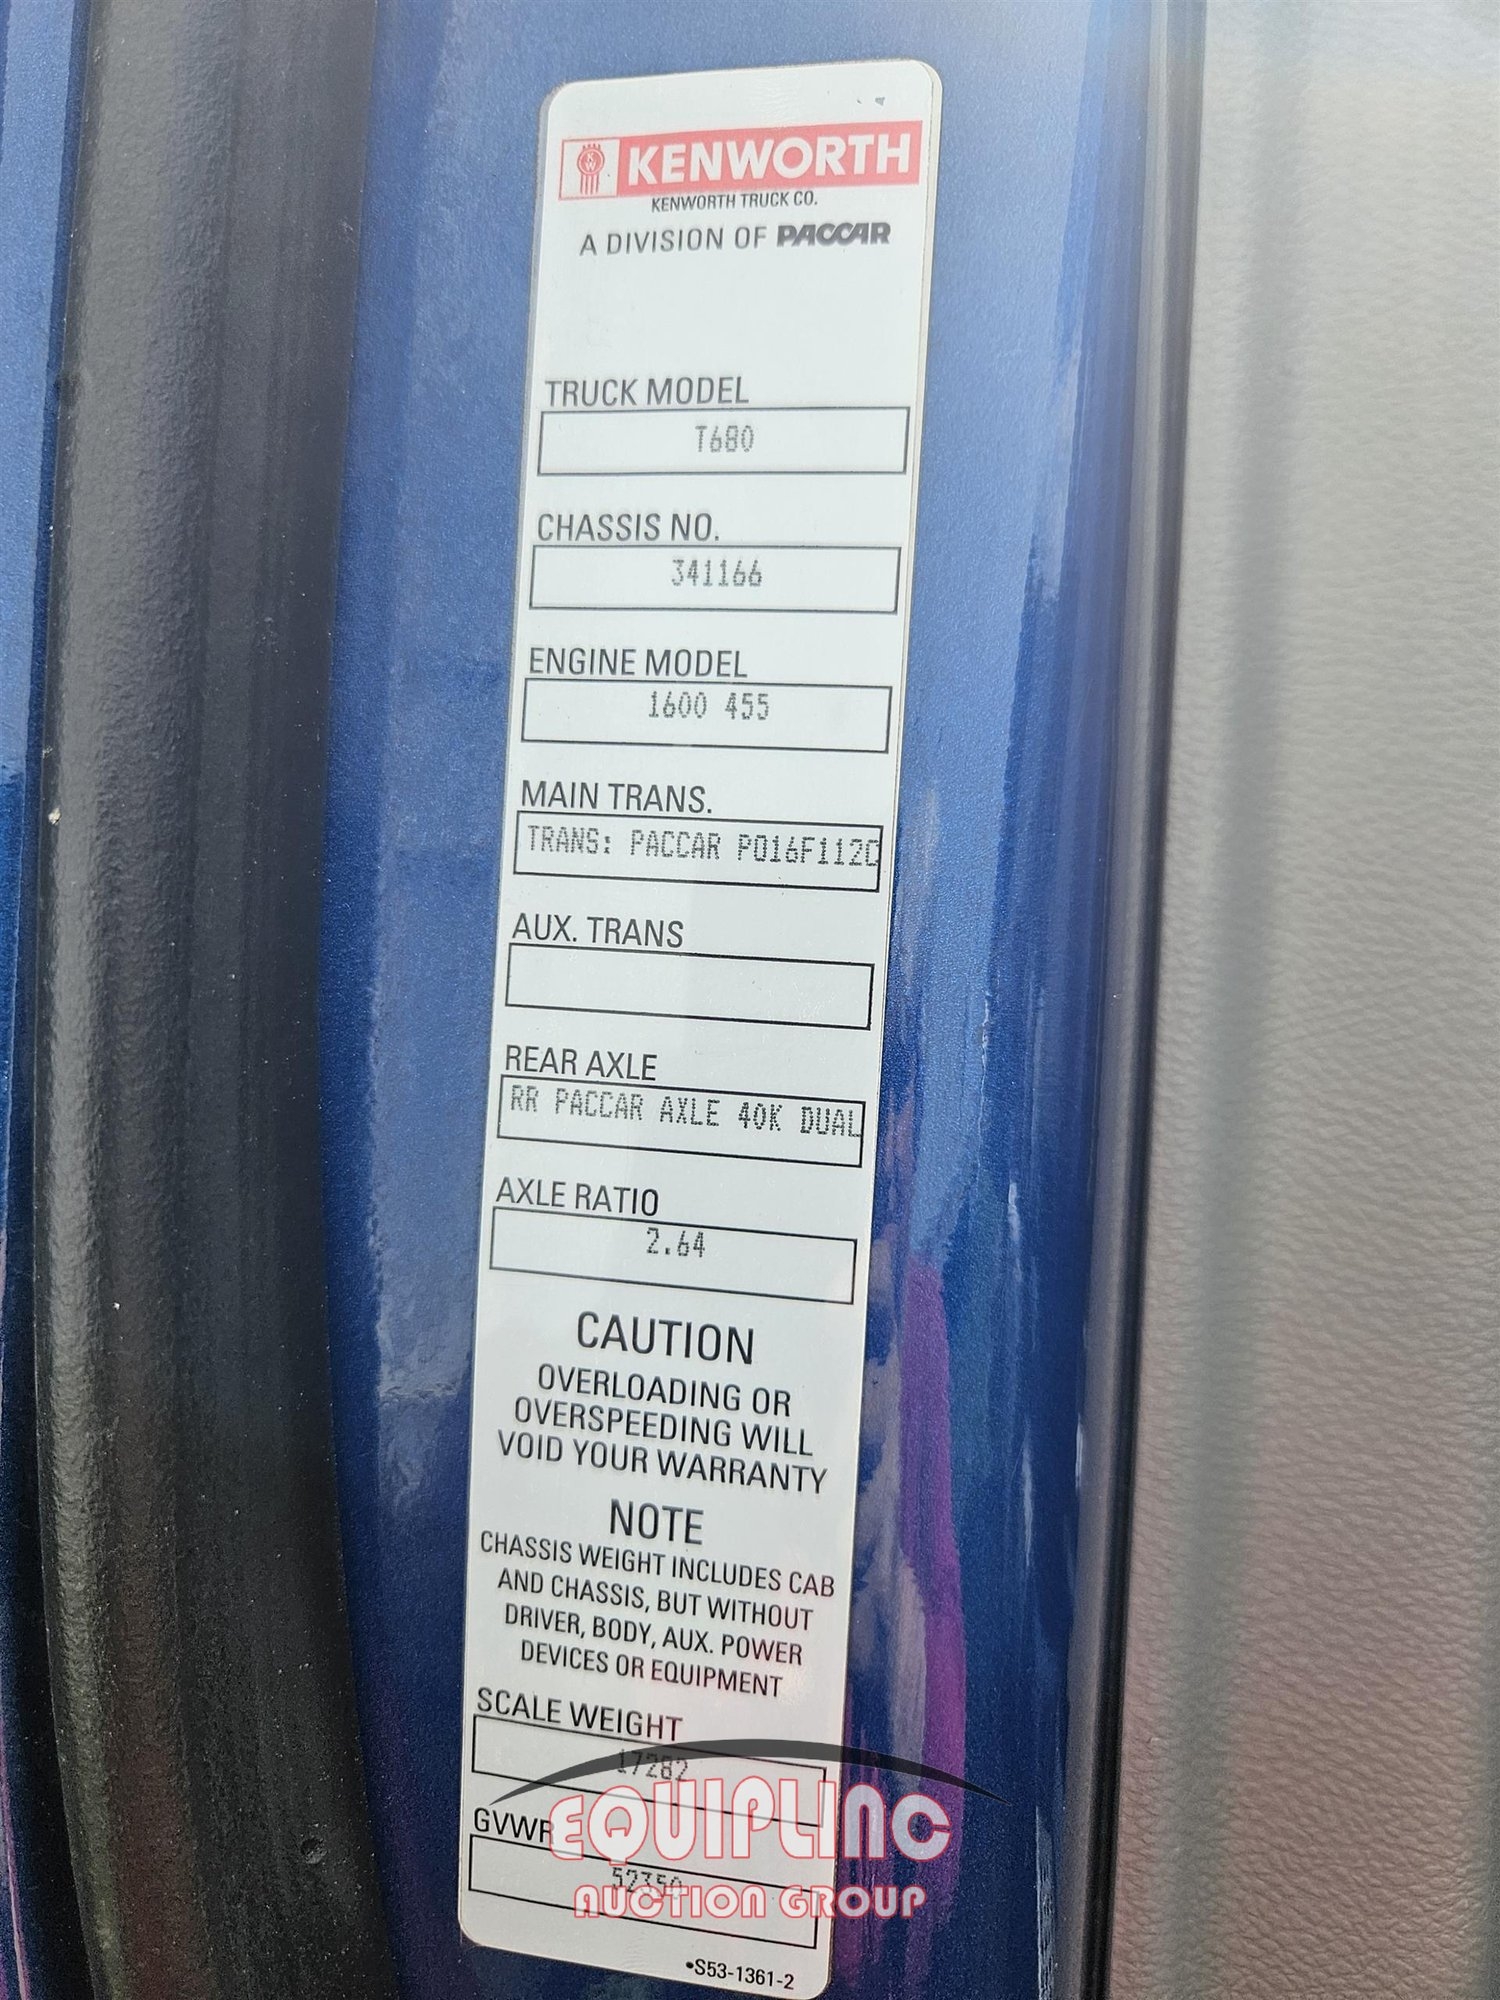 KW KENWORTH
KENWORTH TRUCK CO.
A DIVISION OF PACCAR
TRUCK MODEL
T680
CHASSIS NO.
341166
ENGINE MODEL
1600 455
MAIN TRANS.
TRANS: PACCAR PO16F112C
AUX. TRANS
REAR AXLE
RR PACCAR AXLE 40K DUAL
AXLE RATIO
2.64
CAUTION
OVERLOADING OR
OVERSPEEDING WILL
VOID YOUR WARRANTY
NOTE
CHASSIS WEIGHT INCLUDES CAB
AND CHASSIS, BUT WITHOUT
DRIVER, BODY, AUX. POWER
DEVICES OR EQUIPMENT
SCALE WEIGHT
17282
GVWR
52350
EQUIPLINC
AUCTION GROUP
•S53-1361-2